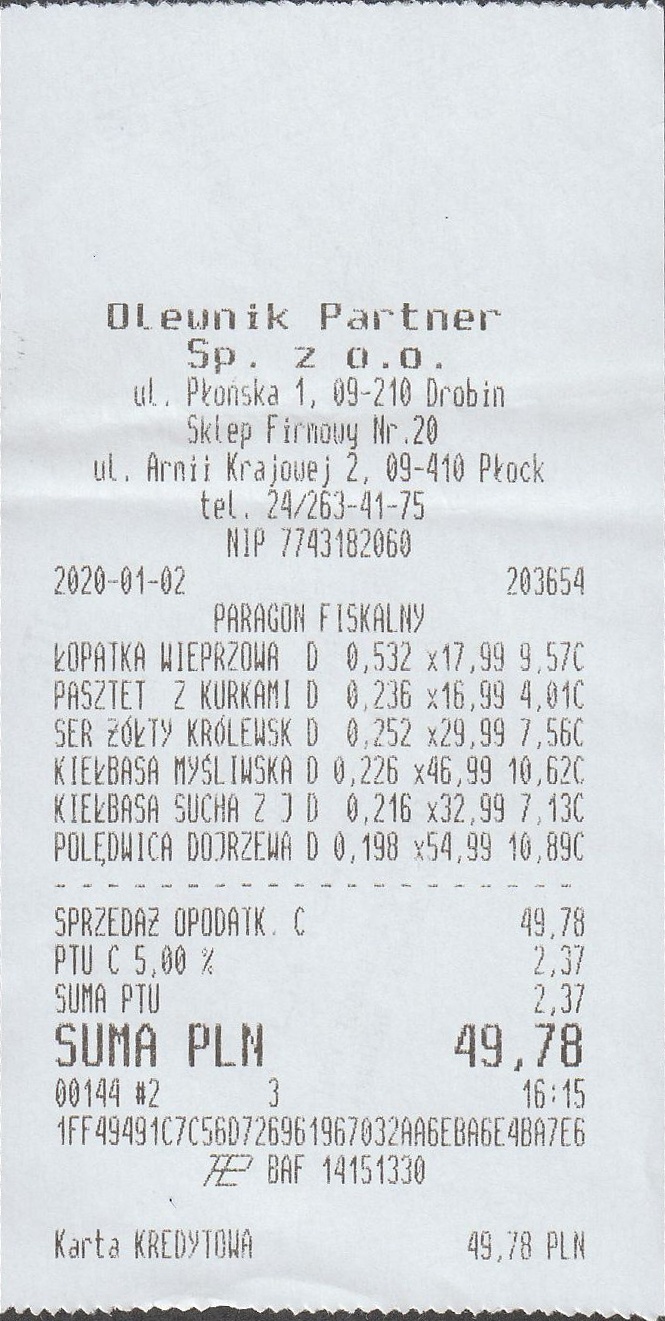 Olewnik Partner
Sp. z o.o.
ul. Płońska 1, 09-210 Drobin
Sklep Firmowy Nr.20
ul. Armii Krajowej 2, 09-410 Płock
tel. 24/263-41-75
NIP 7743182060
2020-01-02 203654
PARAGON FISKALNY
ŁOPATKA WIEPRZOWA D 0,532 x17,99 9,57C
PASZTET Z KURKAMI D 0,236 x16,99 4,01C
SER ŻÓŁTY KRÓLEWSK D 0,252 x29,99 7,56C
KIEŁBASA MYŚLIWSKA D 0,226 x46,99 10,62C
KIEŁBASA SUCHA Z J D 0,216 x32,99 7,13C
POLĘDWICA DOJRZEWA D 0,198 x54,99 10,89C
- - - - - - - - - - - - - - - - - - - -
SPRZEDAŻ OPODATK. C 49,78
PTU C 5,00 % 2,37
SUMA PTU 2,37
SUMA PLN 49,78
00144 #2 3 16:15
1FF49491C7C56D726961967032AA6EBA6E4BA7E6
BAF 14151330
Karta KREDYTOWA 49,78 PLN